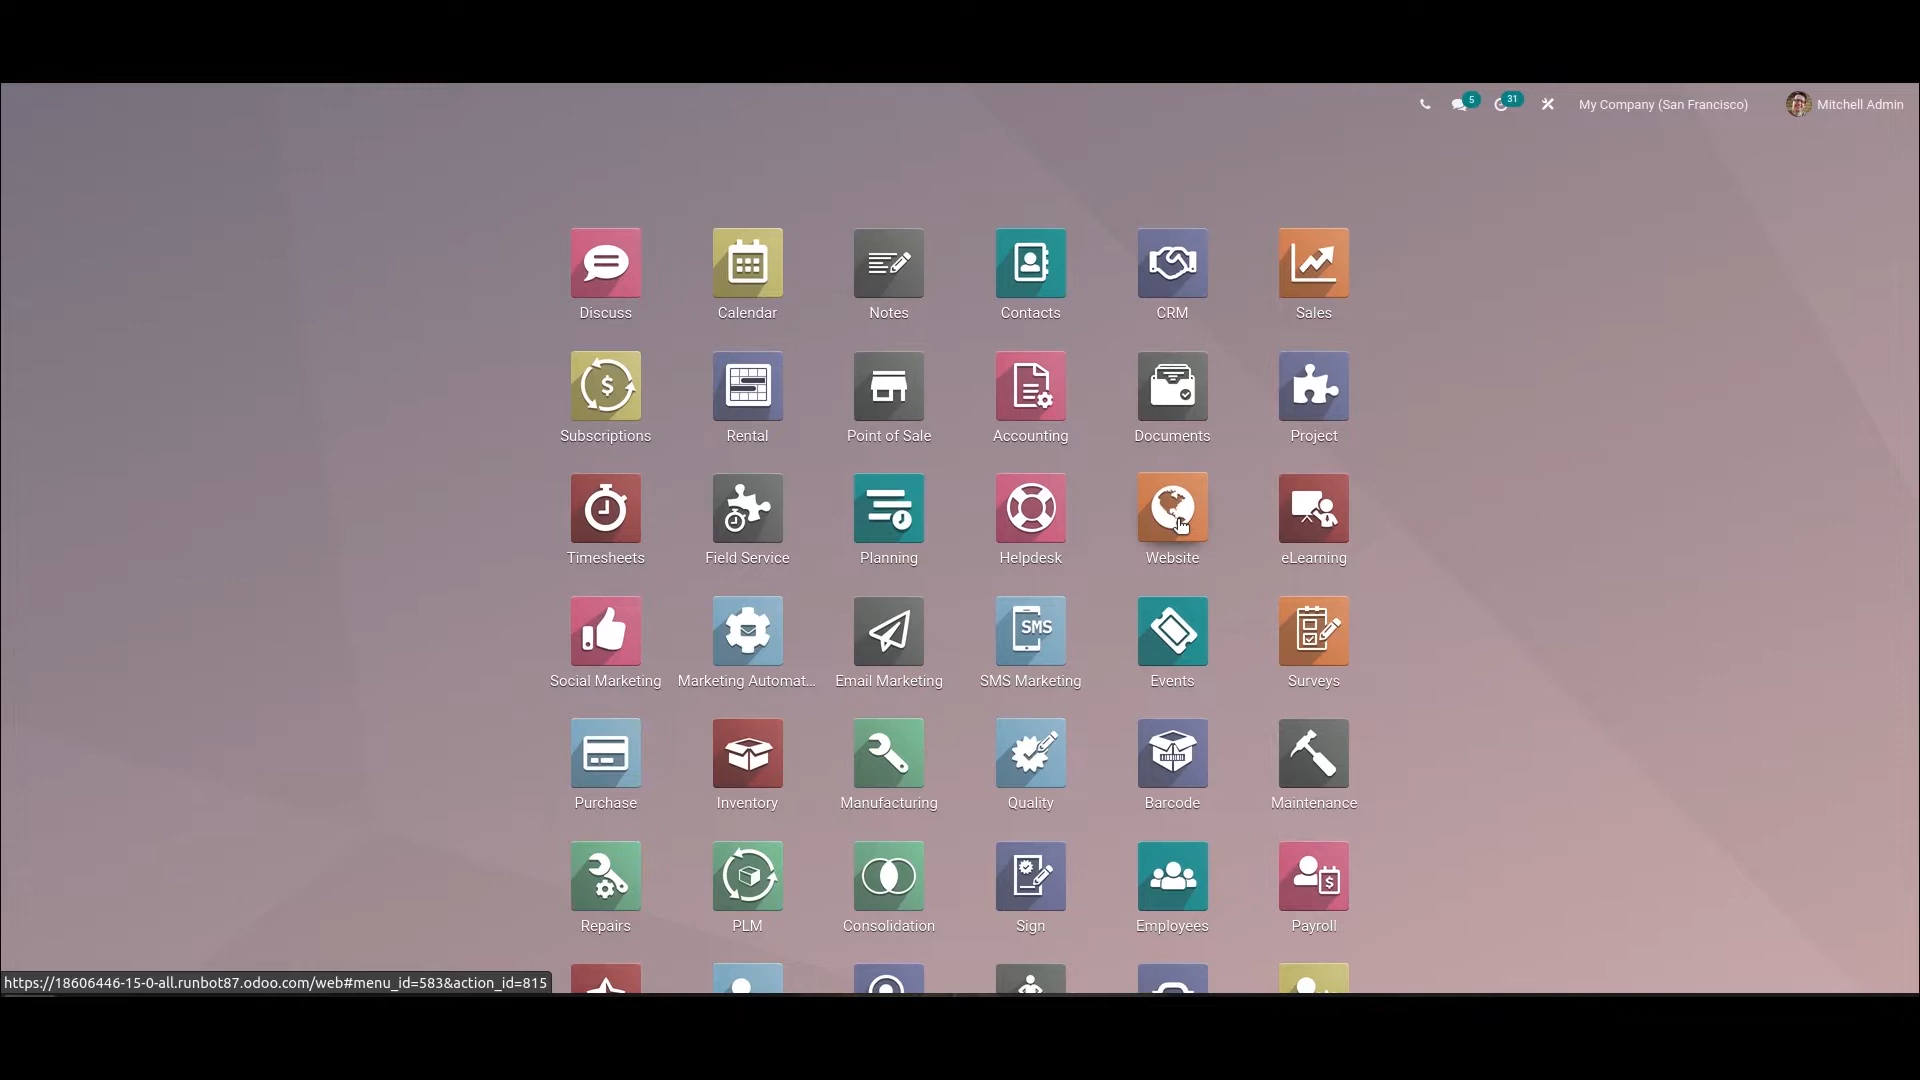 5 31 My Company (San Francisco) Mitchell Admin
Discuss Calendar Notes Contacts CRM Sales
$
Subscriptions Rental Point of Sale Accounting Documents Project
Timesheets Field Service Planning Helpdesk Website eLearning
SMS
Social Marketing Marketing Automat... Email Marketing SMS Marketing Events Surveys
Purchase Inventory Manufacturing Quality Barcode Maintenance
$
Repairs PLM Consolidation Sign Employees Payroll
https://18606446-15-0-all.runbot87.odoo.com/web#menu_id=583&action_id=815